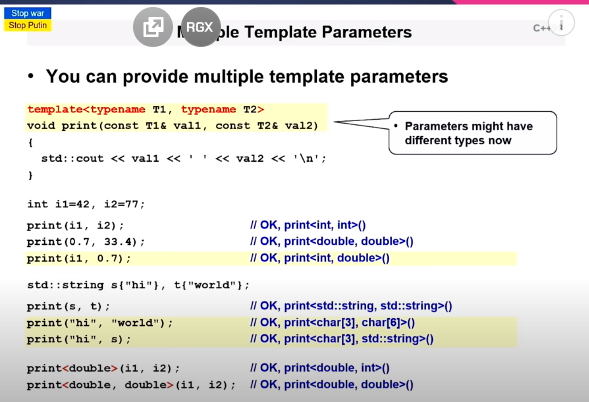 Stop war
Stop Putin
RGX
ple Template Parameters
C++
i
• You can provide multiple template parameters
template<typename T1, typename T2>
void print(const T1& val1, const T2& val2)
{
std::cout << val1 << ' ' << val2 << '\n';
}
• Parameters might have
different types now
int i1=42, i2=77;
print(i1, i2); // OK, print<int, int>()
print(0.7, 33.4); // OK, print<double, double>()
print(i1, 0.7); // OK, print<int, double>()
std::string s{"hi"}, t{"world"};
print(s, t); // OK, print<std::string, std::string>()
print("hi", "world"); // OK, print<char[3], char[6]>()
print("hi", s); // OK, print<char[3], std::string>()
print<double>(i1, i2); // OK, print<double, int>()
print<double, double>(i1, i2); // OK, print<double, double>()